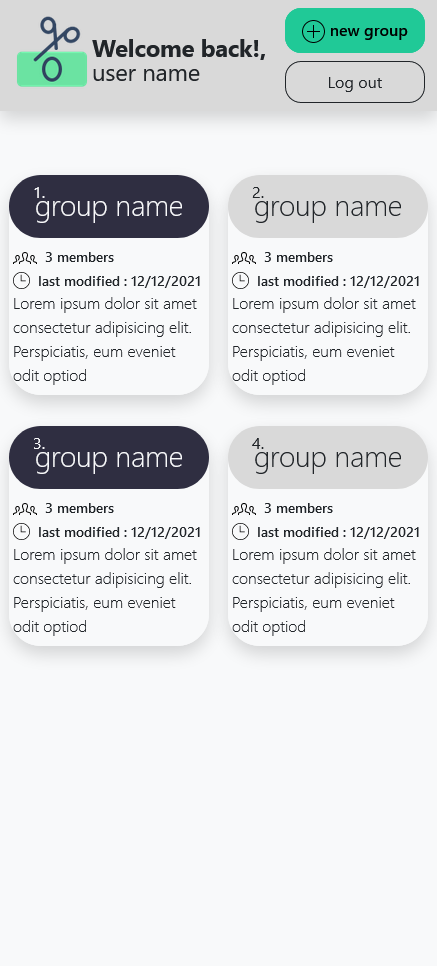 Welcome back!,
user name
new group
Log out
1.
group name
3 members
last modified : 12/12/2021
Lorem ipsum dolor sit amet
consectetur adipisicing elit.
Perspiciatis, eum eveniet
odit optiod
2.
group name
3 members
last modified : 12/12/2021
Lorem ipsum dolor sit amet
consectetur adipisicing elit.
Perspiciatis, eum eveniet
odit optiod
3.
group name
3 members
last modified : 12/12/2021
Lorem ipsum dolor sit amet
consectetur adipisicing elit.
Perspiciatis, eum eveniet
odit optiod
4.
group name
3 members
last modified : 12/12/2021
Lorem ipsum dolor sit amet
consectetur adipisicing elit.
Perspiciatis, eum eveniet
odit optiod